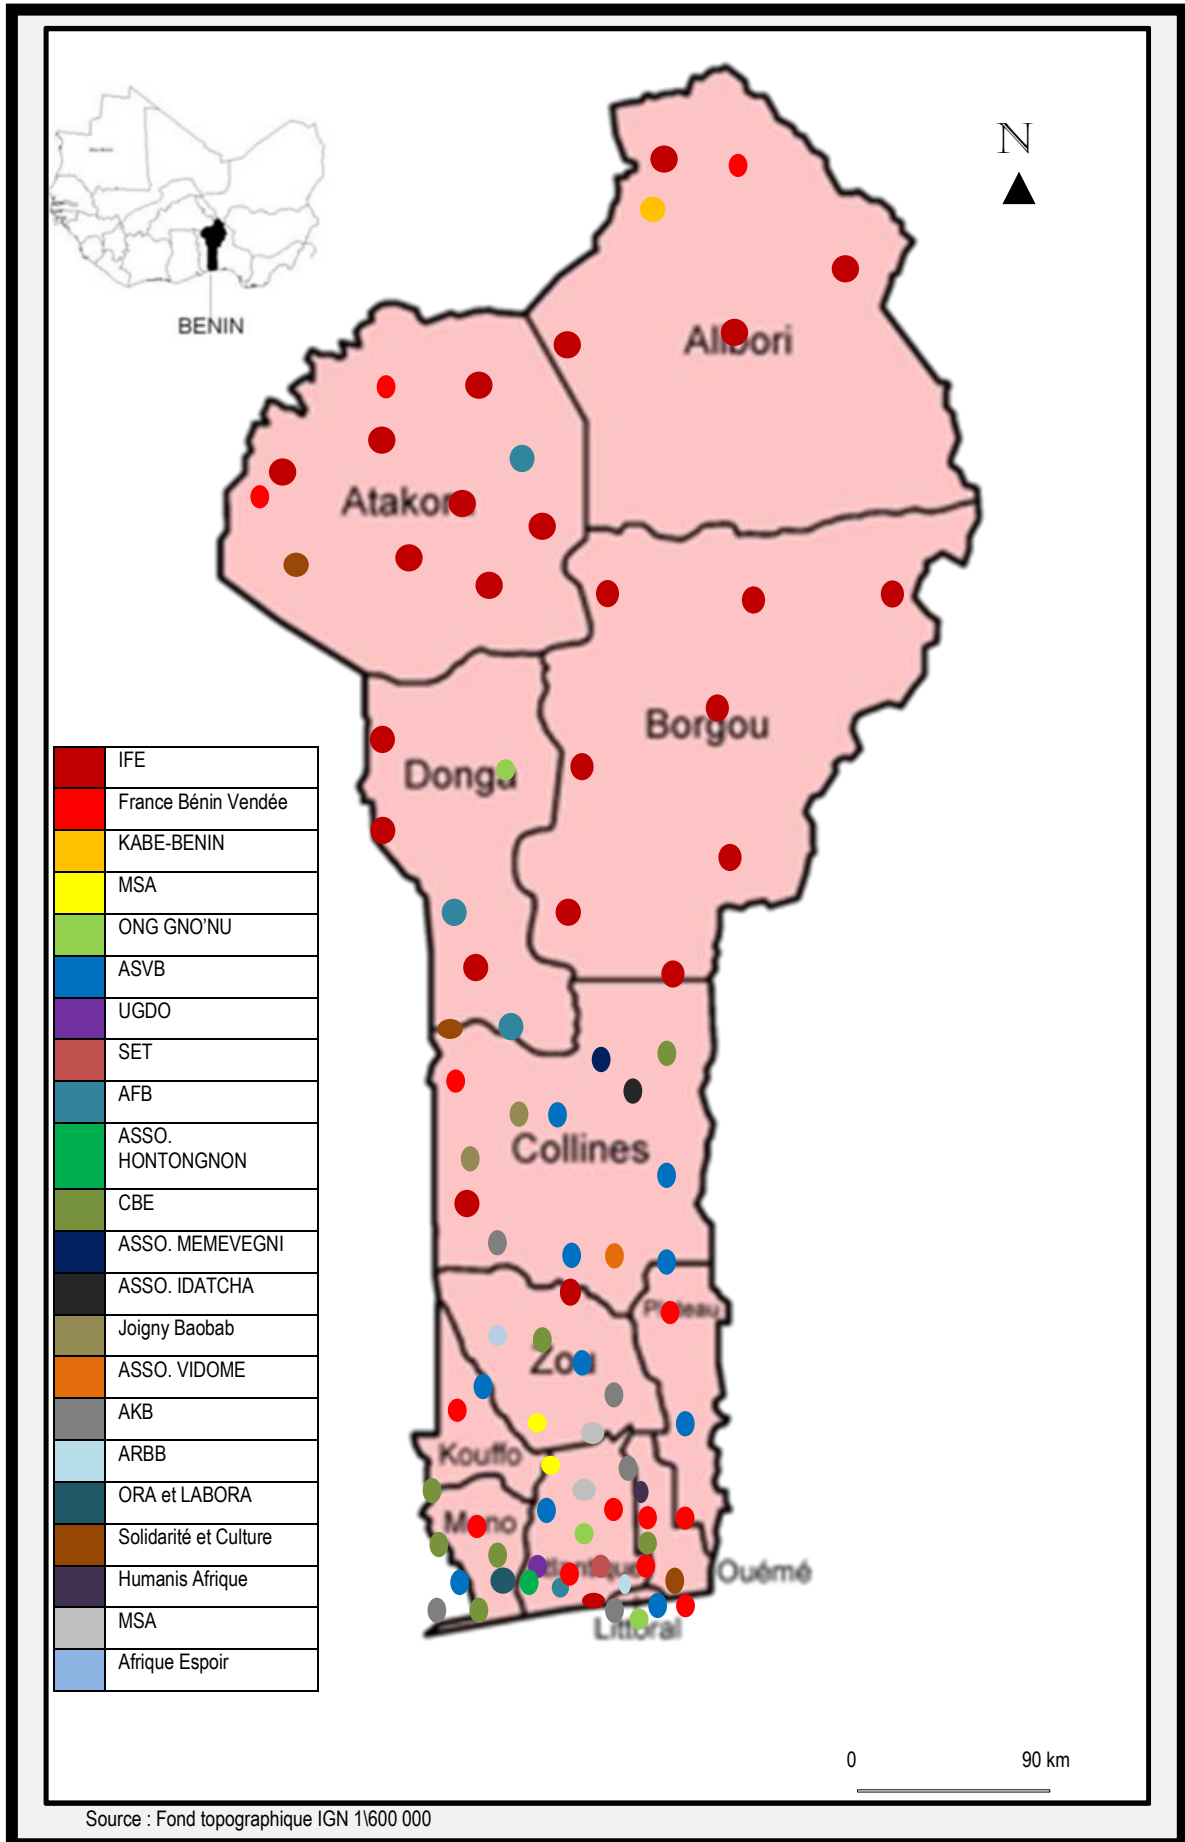 N
BENIN
Alibori
Atakora
Borgou
Donga
IFE
France Bénin Vendée
KABE-BENIN
MSA
ONG GNO'NU
ASVB
UGDO
SET
AFB
ASSO.
HONTONGNON
CBE
ASSO. MEMEVEGNI
ASSO. IDATCHA
Joigny Baobab
ASSO. VIDOME
AKB
ARBB
ORA et LABORA
Solidarité et Culture
Humanis Afrique
MSA
Afrique Espoir
Collines
Plateau
Zou
Kouffo
Mono
Atlantique
Ouémé
Littoral
0 90 km
Source : Fond topographique IGN 1\600 000